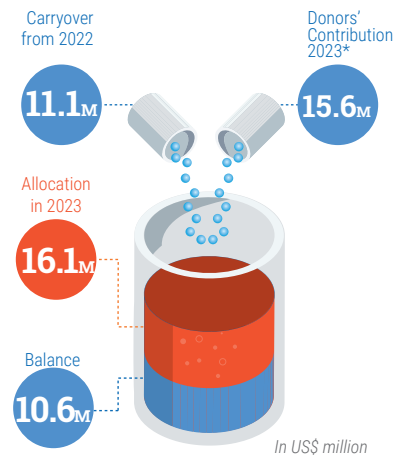 Carryover
from 2022
11.1M
Donors'
Contribution
2023*
15.6M
Allocation
in 2023
16.1M
Balance
10.6M
In US$ million